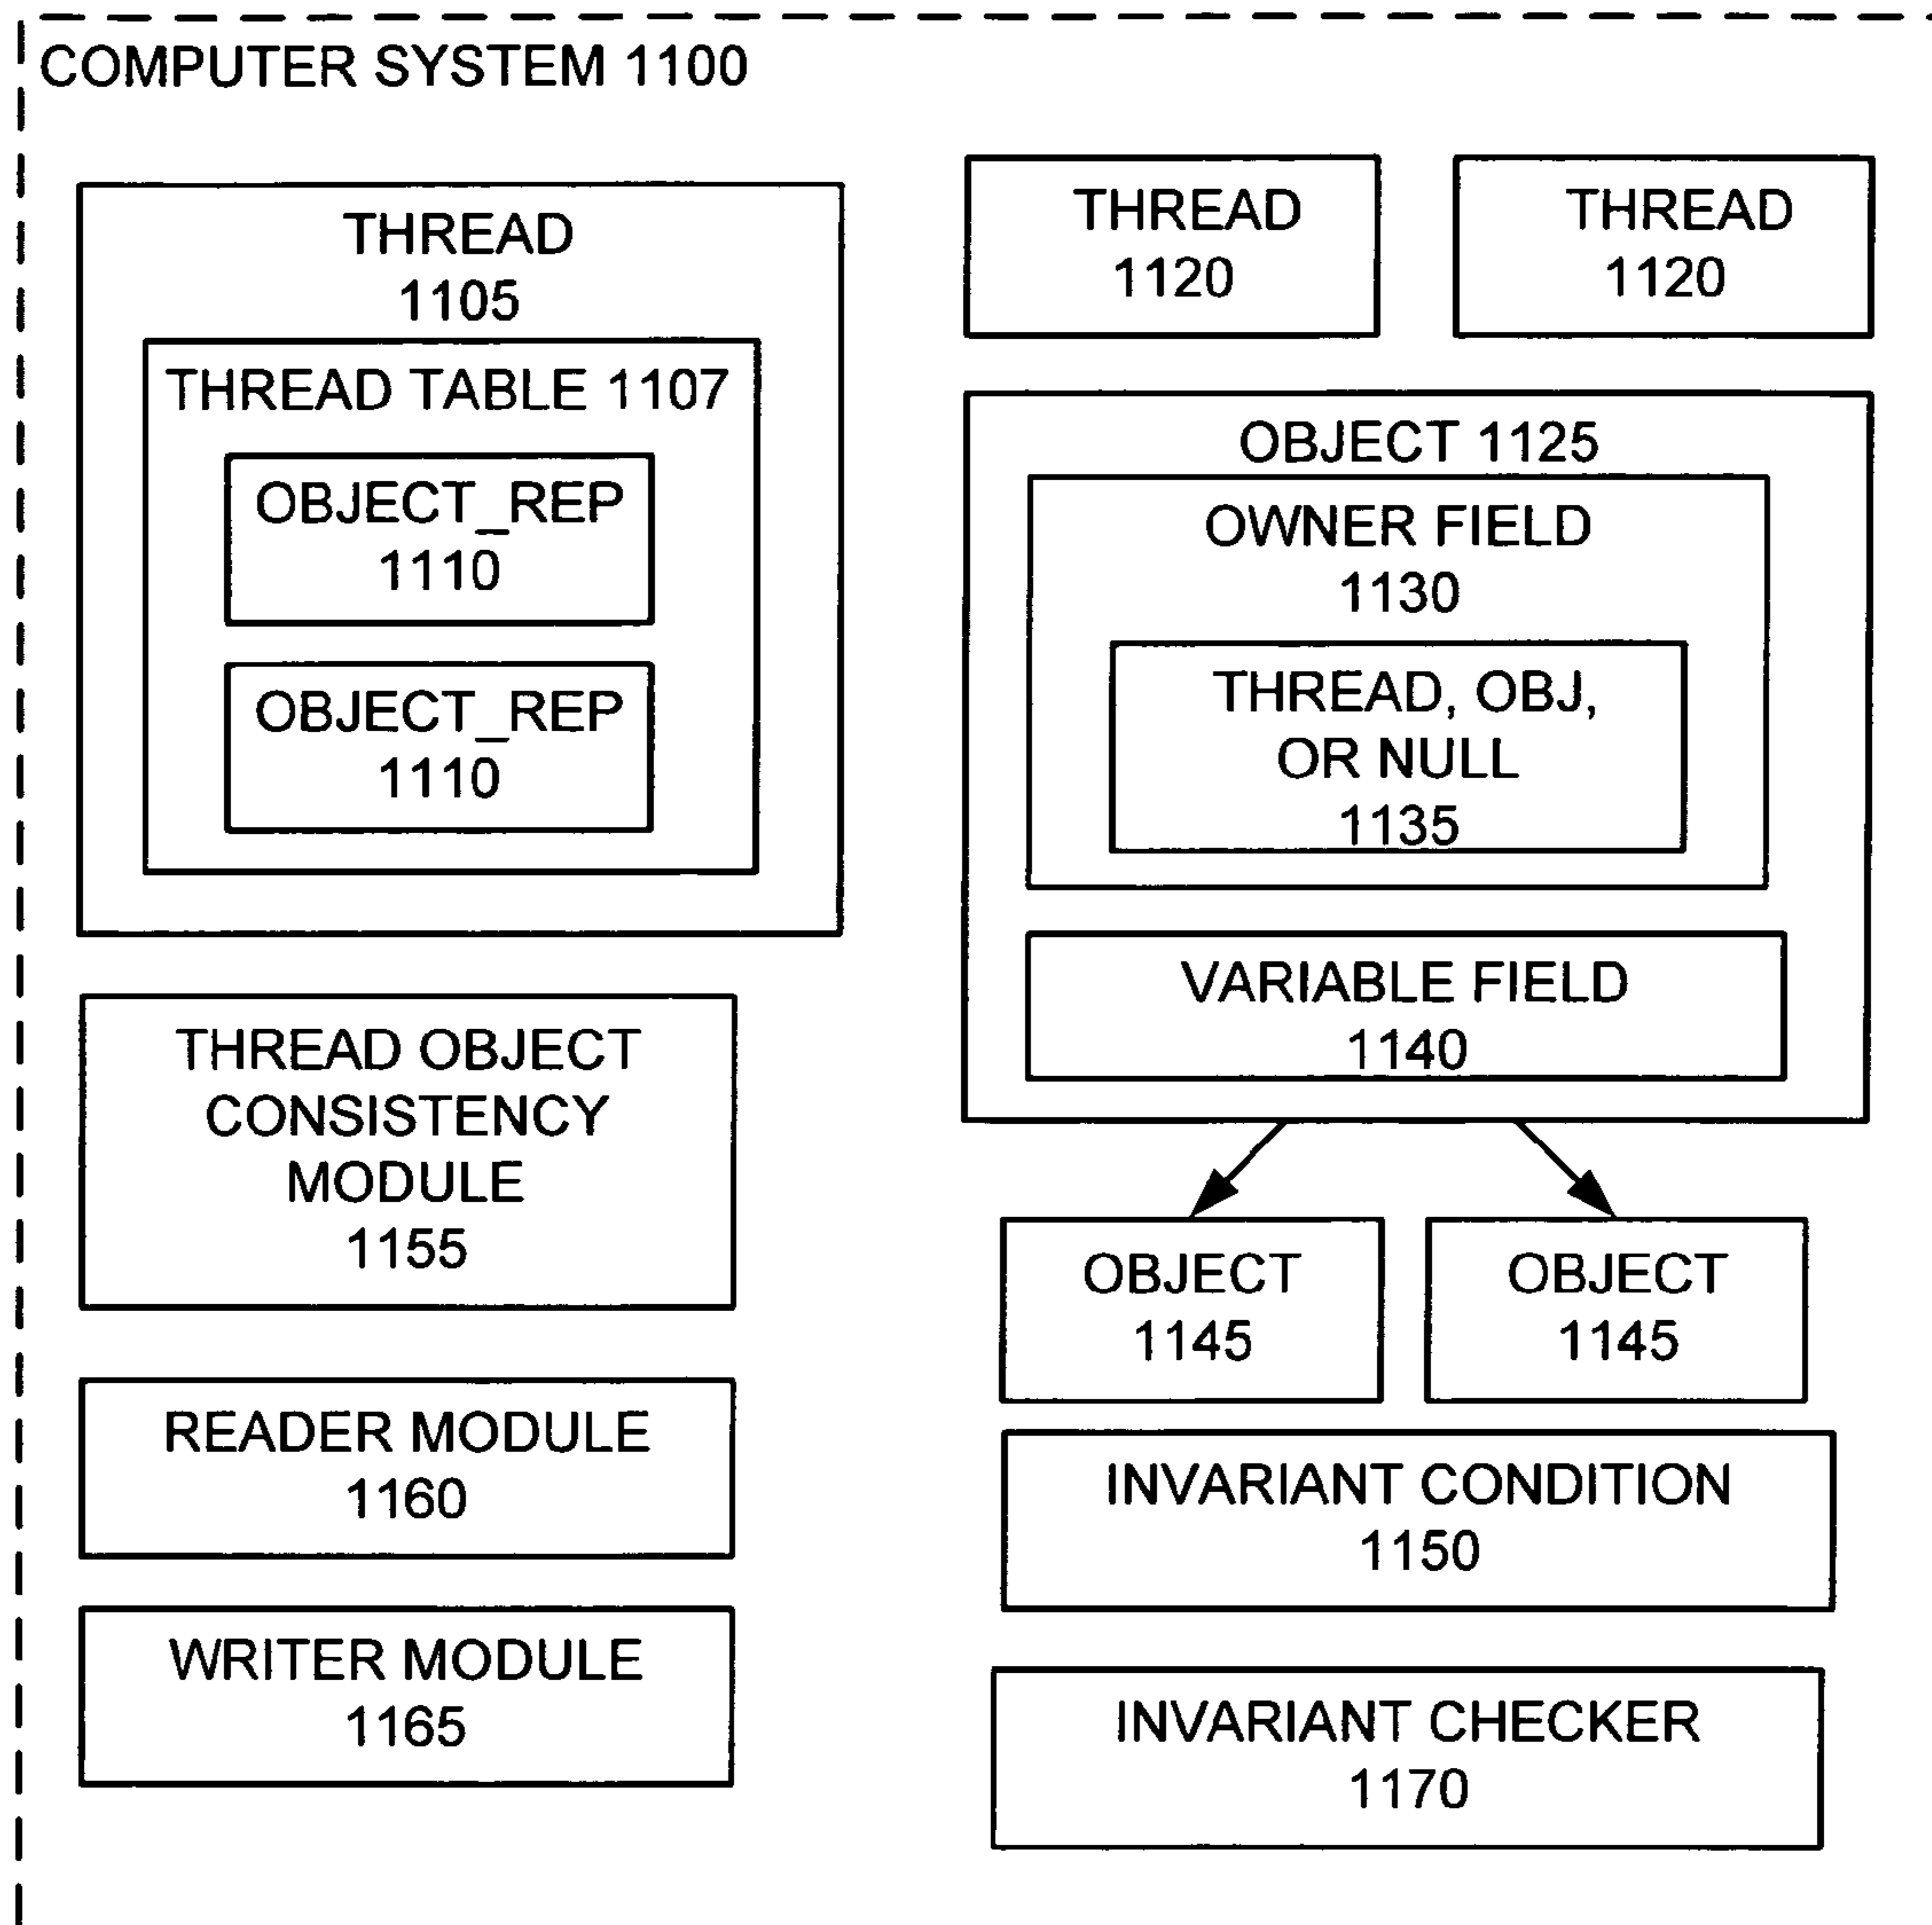 COMPUTER SYSTEM 1100
THREAD
1105
THREAD TABLE 1107
OBJECT_REP
1110
OBJECT_REP
1110
THREAD OBJECT
CONSISTENCY
MODULE
1155
READER MODULE
1160
WRITER MODULE
1165
THREAD
1120
THREAD
1120
OBJECT 1125
OWNER FIELD
1130
THREAD, OBJ,
OR NULL
1135
VARIABLE FIELD
1140
OBJECT
1145
OBJECT
1145
INVARIANT CONDITION
1150
INVARIANT CHECKER
1170